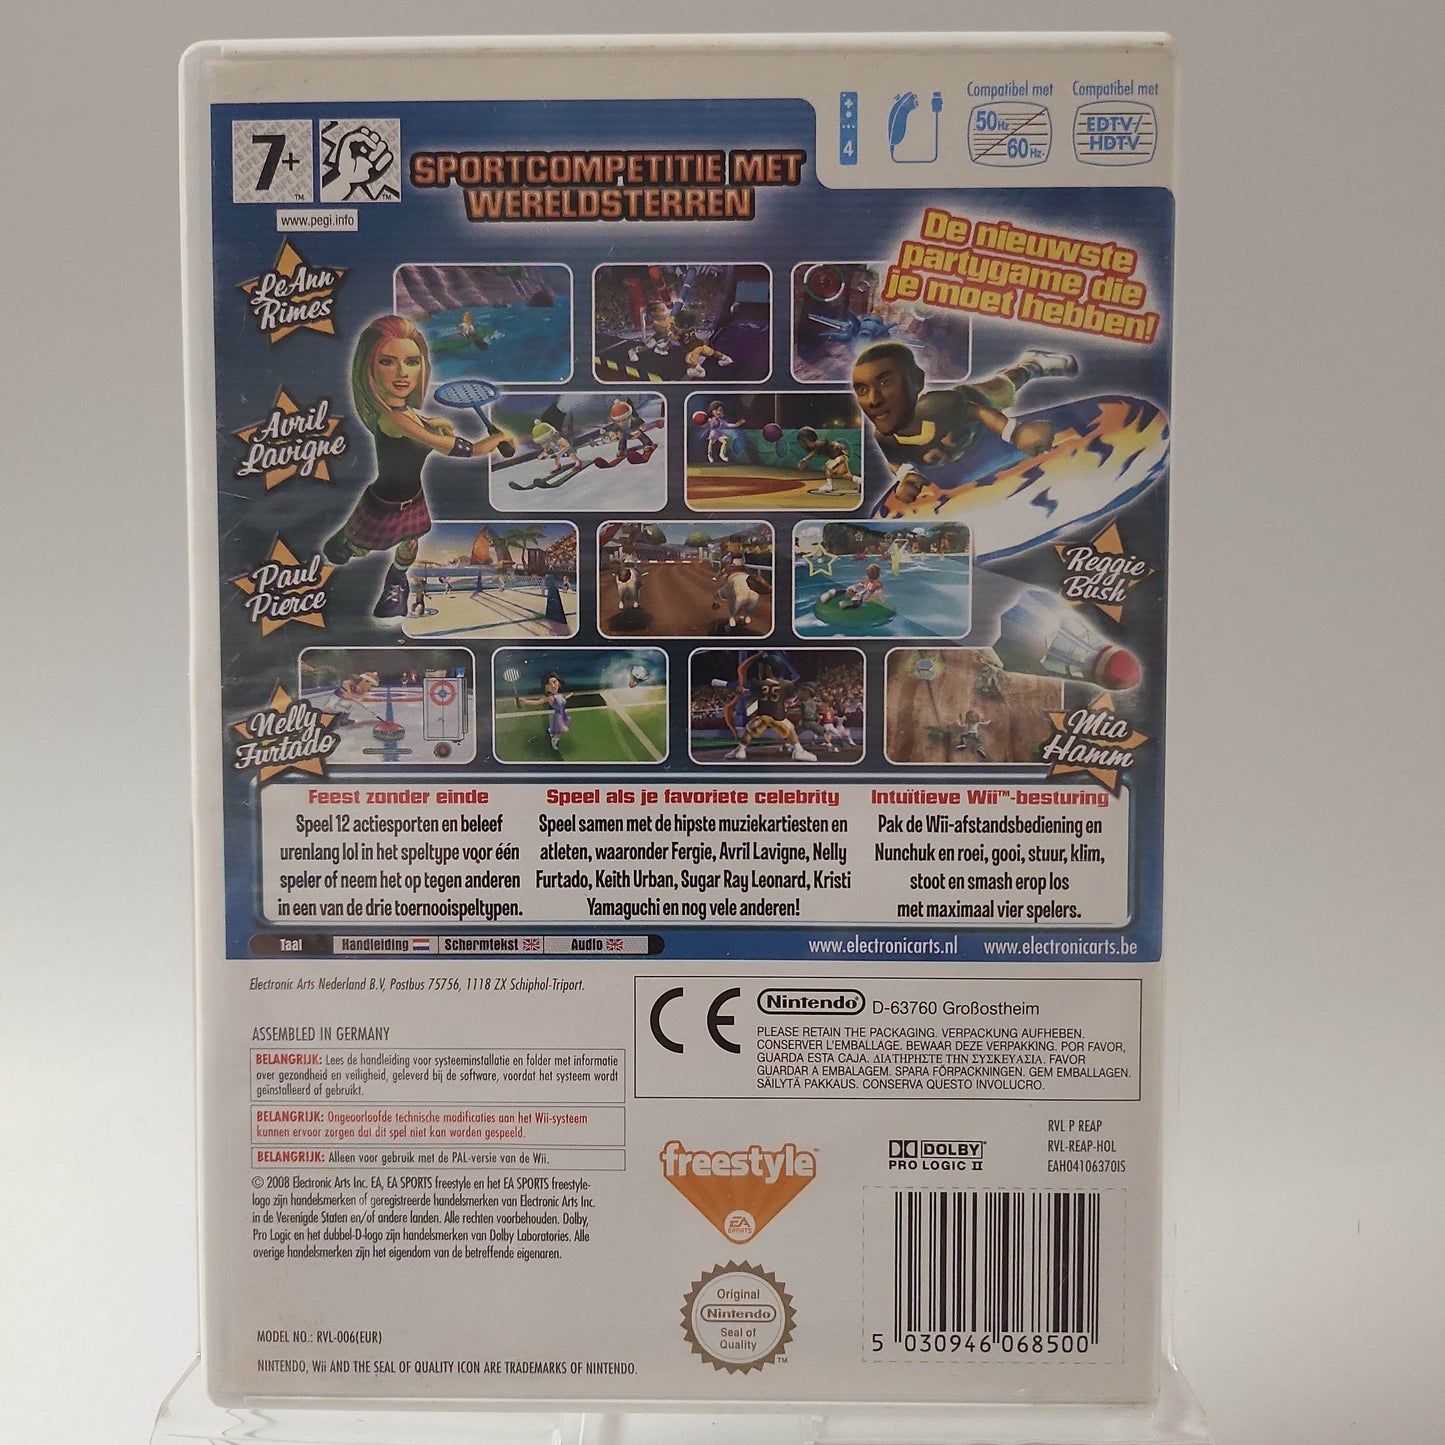 Compatibel met
Compatibel met
50Hz
60Hz
EDTV/
HDTV
4
7+
TM
TM
www.pegi.info
SPORTCOMPETITIE MET
WERELDSTERREN
De nieuwste
partygame die
je moet hebben!
LeAnn
Rimes
Avril
Lavigne
Paul
Pierce
Reggie
Bush
Nelly
Furtado
Mia
Hamm
25
Feest zonder einde
Speel 12 actiesporten en beleef
urenlang lol in het speltype voor één
speler of neem het op tegen anderen
in een van de drie toernooispeltypen.
Speel als je favoriete celebrity
Speel samen met de hipste muziekartiesten en
atleten, waaronder Fergie, Avril Lavigne, Nelly
Furtado, Keith Urban, Sugar Ray Leonard, Kristi
Yamaguchi en nog vele anderen!
Intuïtieve Wii™-besturing
Pak de Wii-afstandsbediening en
Nunchuk en roei, gooi, stuur, klim,
stoot en smash erop los
met maximaal vier spelers.
Taal Handleiding Schermtekst Audio
www.electronicarts.nl www.electronicarts.be
Electronic Arts Nederland B.V, Postbus 75756, 1118 ZX Schiphol-Triport.
ASSEMBLED IN GERMANY
BELANGRIJK: Lees de handleiding voor systeeminstallatie en folder met informatie
over gezondheid en veiligheid, geleverd bij de software, voordat het systeem wordt
geïnstalleerd of gebruikt.
BELANGRIJK: Ongeoorloofde technische modificaties aan het Wii-systeem
kunnen ervoor zorgen dat dit spel niet kan worden gespeeld.
BELANGRIJK: Alleen voor gebruik met de PAL-versie van de Wii.
© 2008 Electronic Arts Inc. EA, EA SPORTS freestyle en het EA SPORTS freestyle-
logo zijn handelsmerken of geregistreerde handelsmerken van Electronic Arts Inc.
in de Verenigde Staten en/of andere landen. Alle rechten voorbehouden. Dolby,
Pro Logic en het dubbel-D-logo zijn handelsmerken van Dolby Laboratories. Alle
overige handelsmerken zijn het eigendom van de betreffende eigenaren.
MODEL NO.: RVL-006(EUR)
NINTENDO, Wii AND THE SEAL OF QUALITY ICON ARE TRADEMARKS OF NINTENDO.
CE
Nintendo® D-63760 Großostheim
PLEASE RETAIN THE PACKAGING. VERPACKUNG AUFHEBEN.
CONSERVER L'EMBALLAGE. BEWAAR DEZE VERPAKKING. POR FAVOR,
GUARDA ESTA CAJA. ΔΙΑΤΗΡΗΣΤΕ ΤΗΝ ΣΥΣΚΕΥΑΣΙΑ. FAVOR
GUARDAR A EMBALAGEM. SPARA FÖRPACKNINGEN. GEM EMBALLAGEN.
SÄILYTÄ PAKKAUS. CONSERVA QUESTO INVOLUCRO.
freestyle™
EA
SPORTS
Original
Nintendo
Seal of
Quality
TM
DOLBY®
PRO LOGIC II
RVL P REAP
RVL-REAP-HOL
EAH04106370IS
5 030946 068500